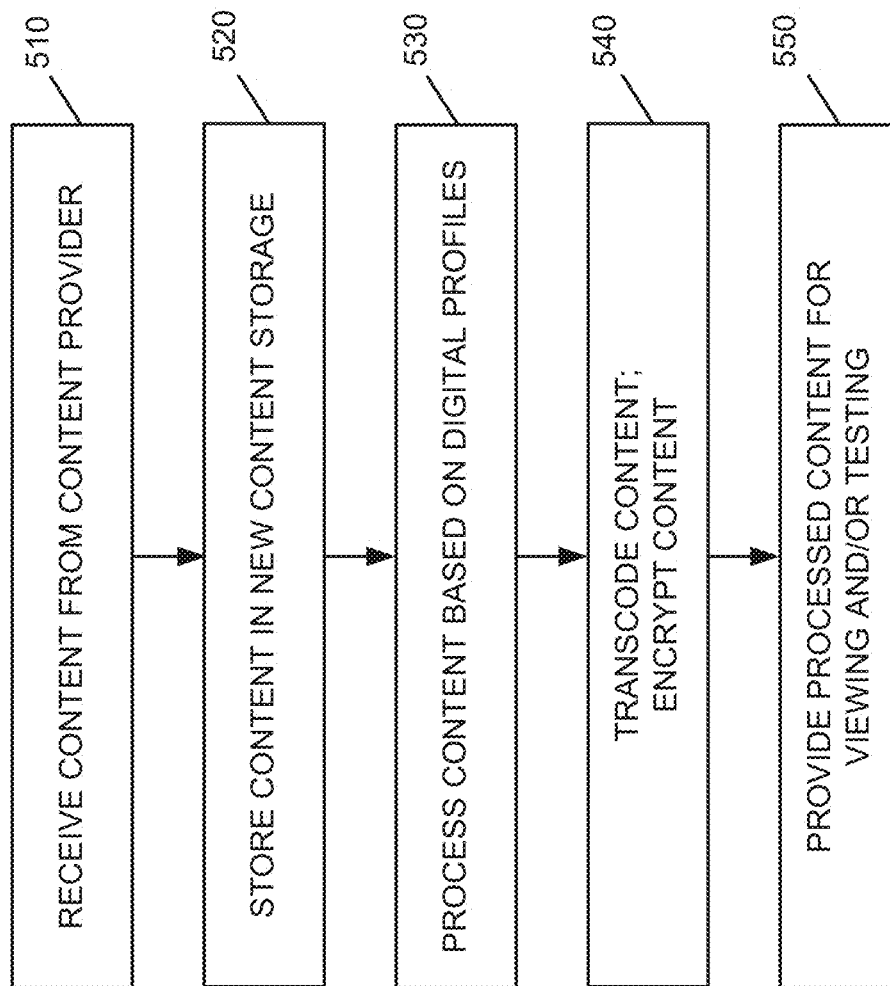 510
RECEIVE CONTENT FROM CONTENT PROVIDER
520
STORE CONTENT IN NEW CONTENT STORAGE
530
PROCESS CONTENT BASED ON DIGITAL PROFILES
540
TRANSCODE CONTENT;
ENCRYPT CONTENT
550
PROVIDE PROCESSED CONTENT FOR
VIEWING AND/OR TESTING